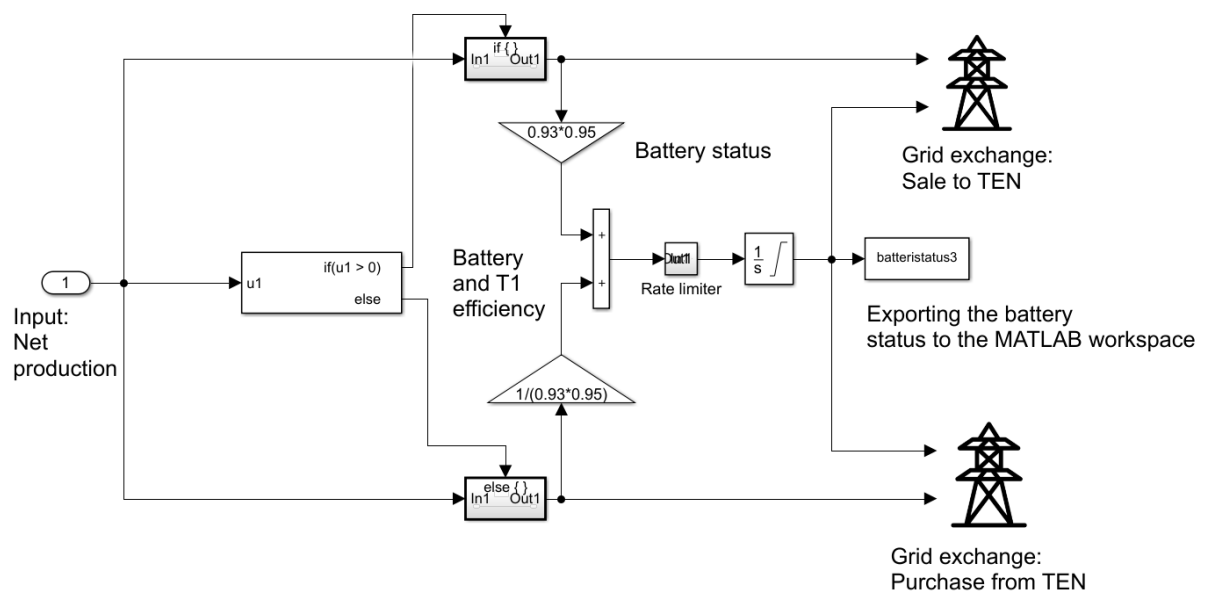 if { }
In1 Out1
0.93*0.95
Battery status
Grid exchange:
Sale to TEN
if(u1 > 0)
u1
else
1
Input:
Net
production
Battery
and T1
efficiency
+
+
Rate limiter
1
s
batteristatus3
Exporting the battery
status to the MATLAB workspace
1/(0.93*0.95)
else { }
In1 Out1
Grid exchange:
Purchase from TEN